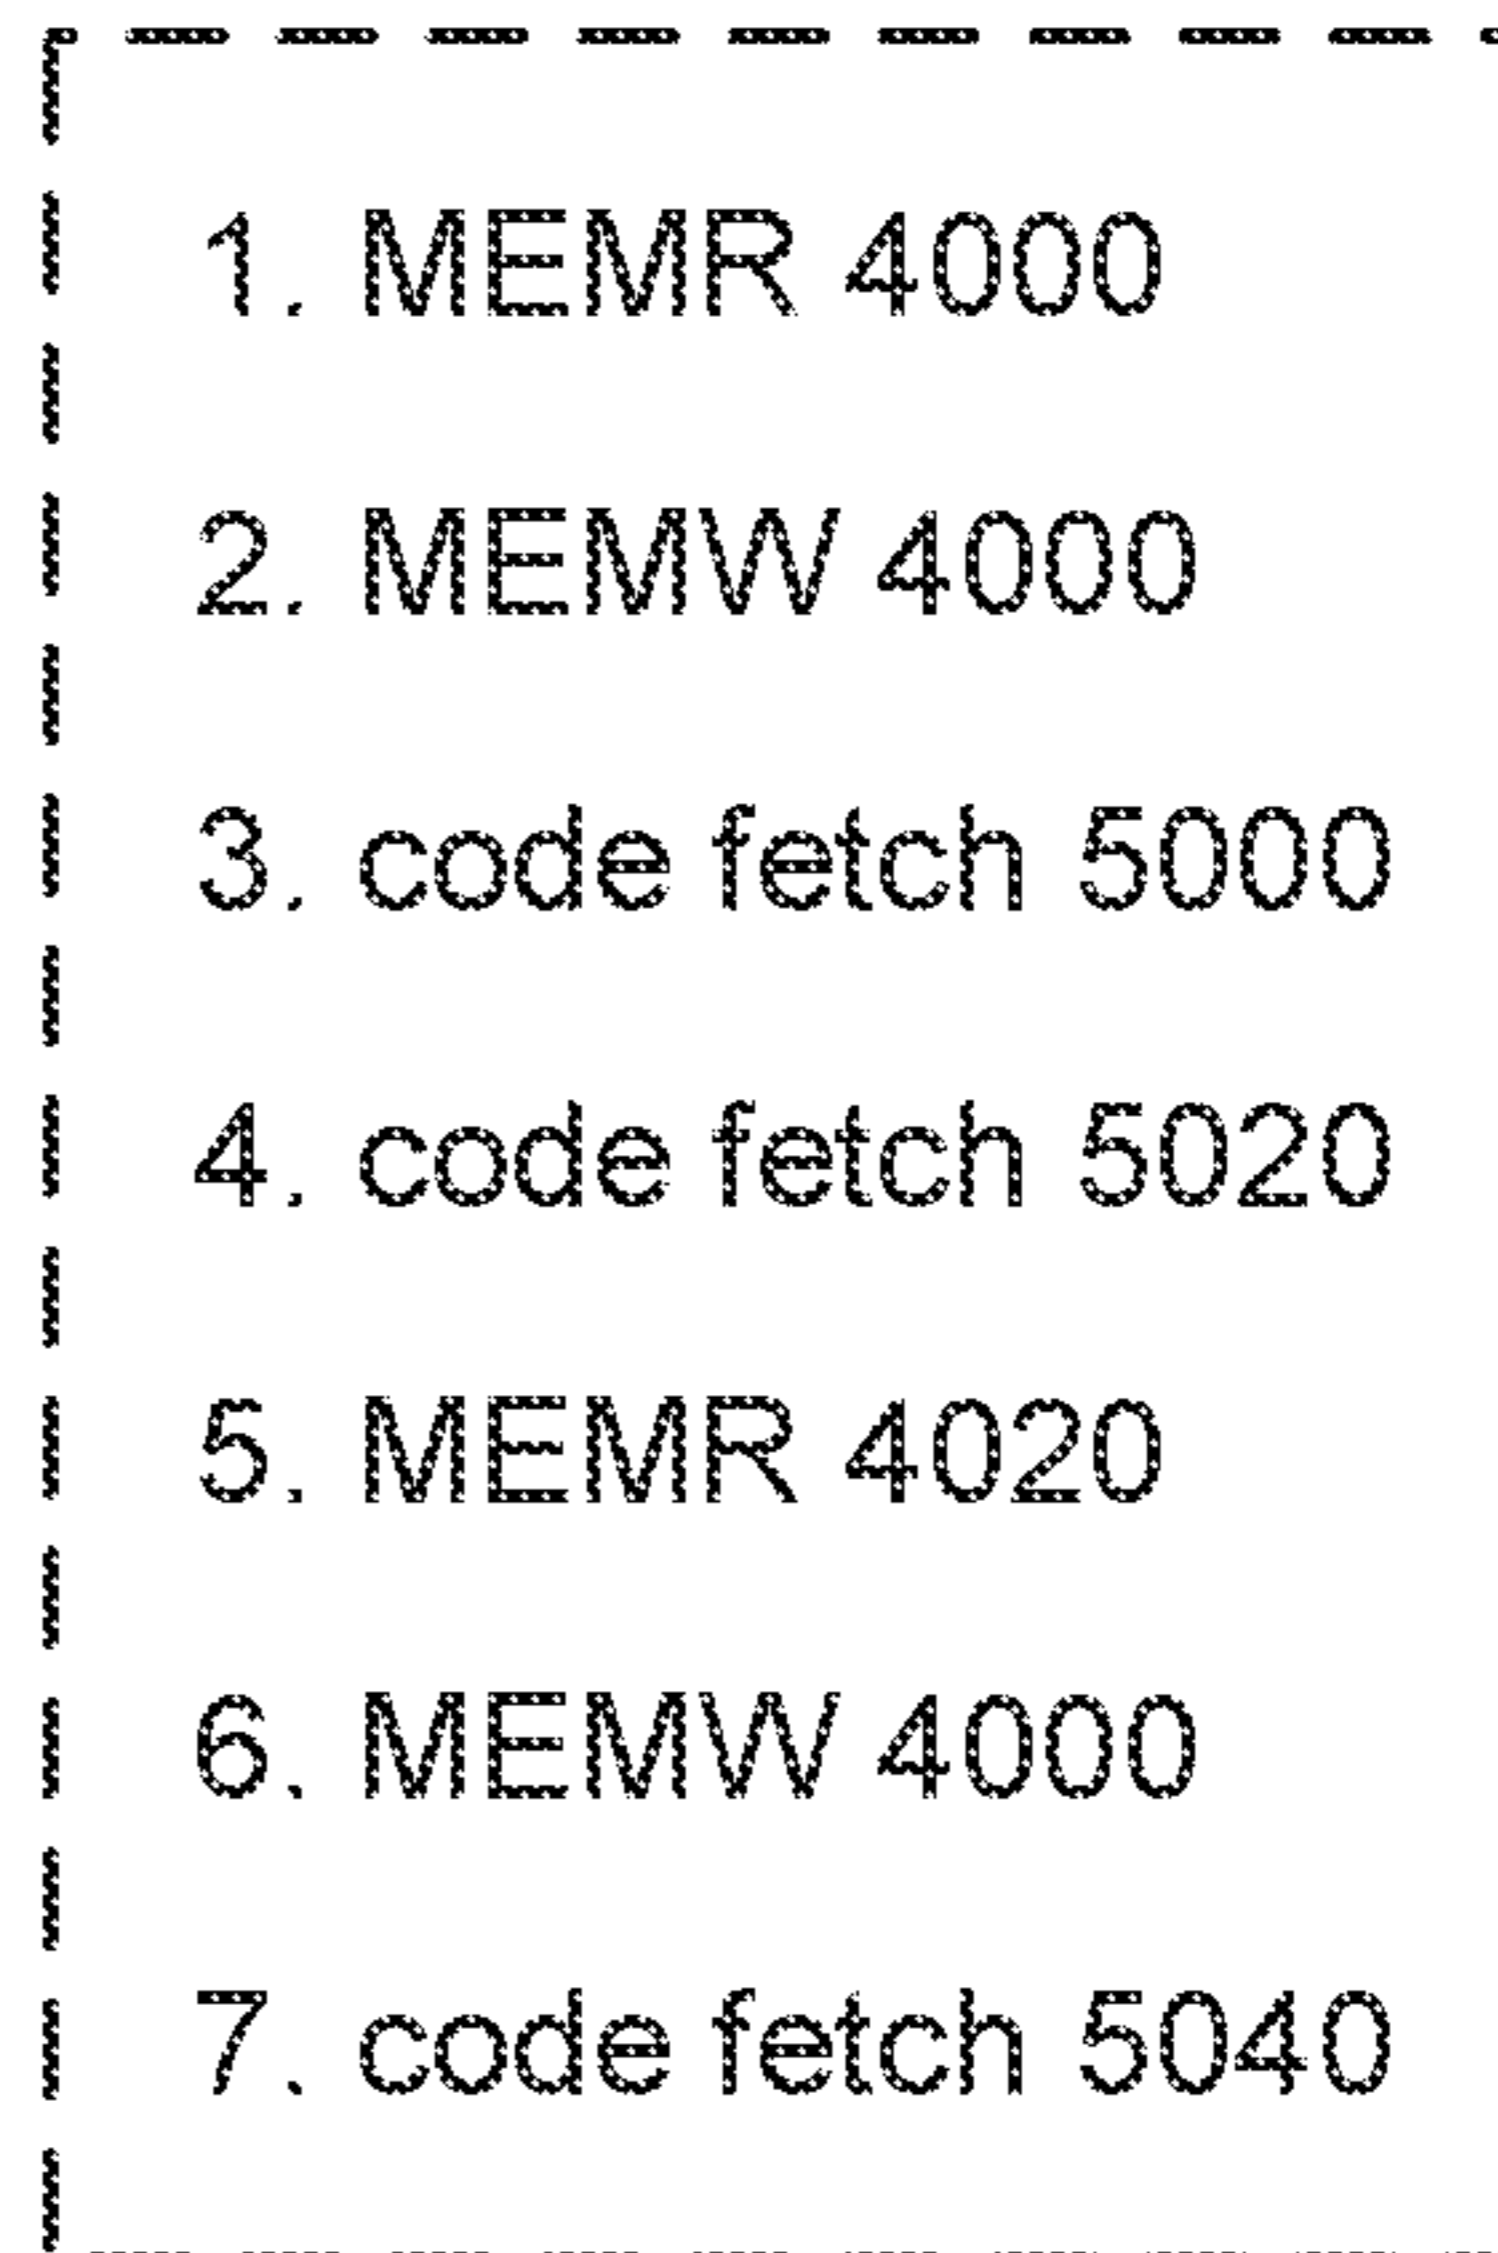 1. MEMR 4000
2. MEMW 4000
3. code fetch 5000
4. code fetch 5020
5. MEMR 4020
6. MEMW 4000
7. code fetch 5040